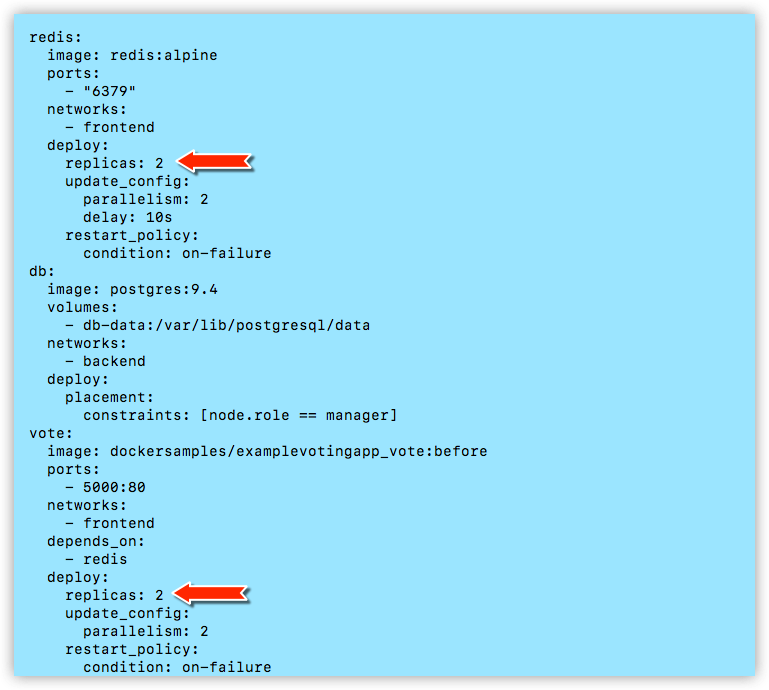 redis:
  image: redis:alpine
  ports:
    - "6379"
  networks:
    - frontend
  deploy:
    replicas: 2
    update_config:
      parallelism: 2
      delay: 10s
    restart_policy:
      condition: on-failure
db:
  image: postgres:9.4
  volumes:
    - db-data:/var/lib/postgresql/data
  networks:
    - backend
  deploy:
    placement:
      constraints: [node.role == manager]
vote:
  image: dockersamples/examplevotingapp_vote:before
  ports:
    - 5000:80
  networks:
    - frontend
  depends_on:
    - redis
  deploy:
    replicas: 2
    update_config:
      parallelism: 2
    restart_policy:
      condition: on-failure